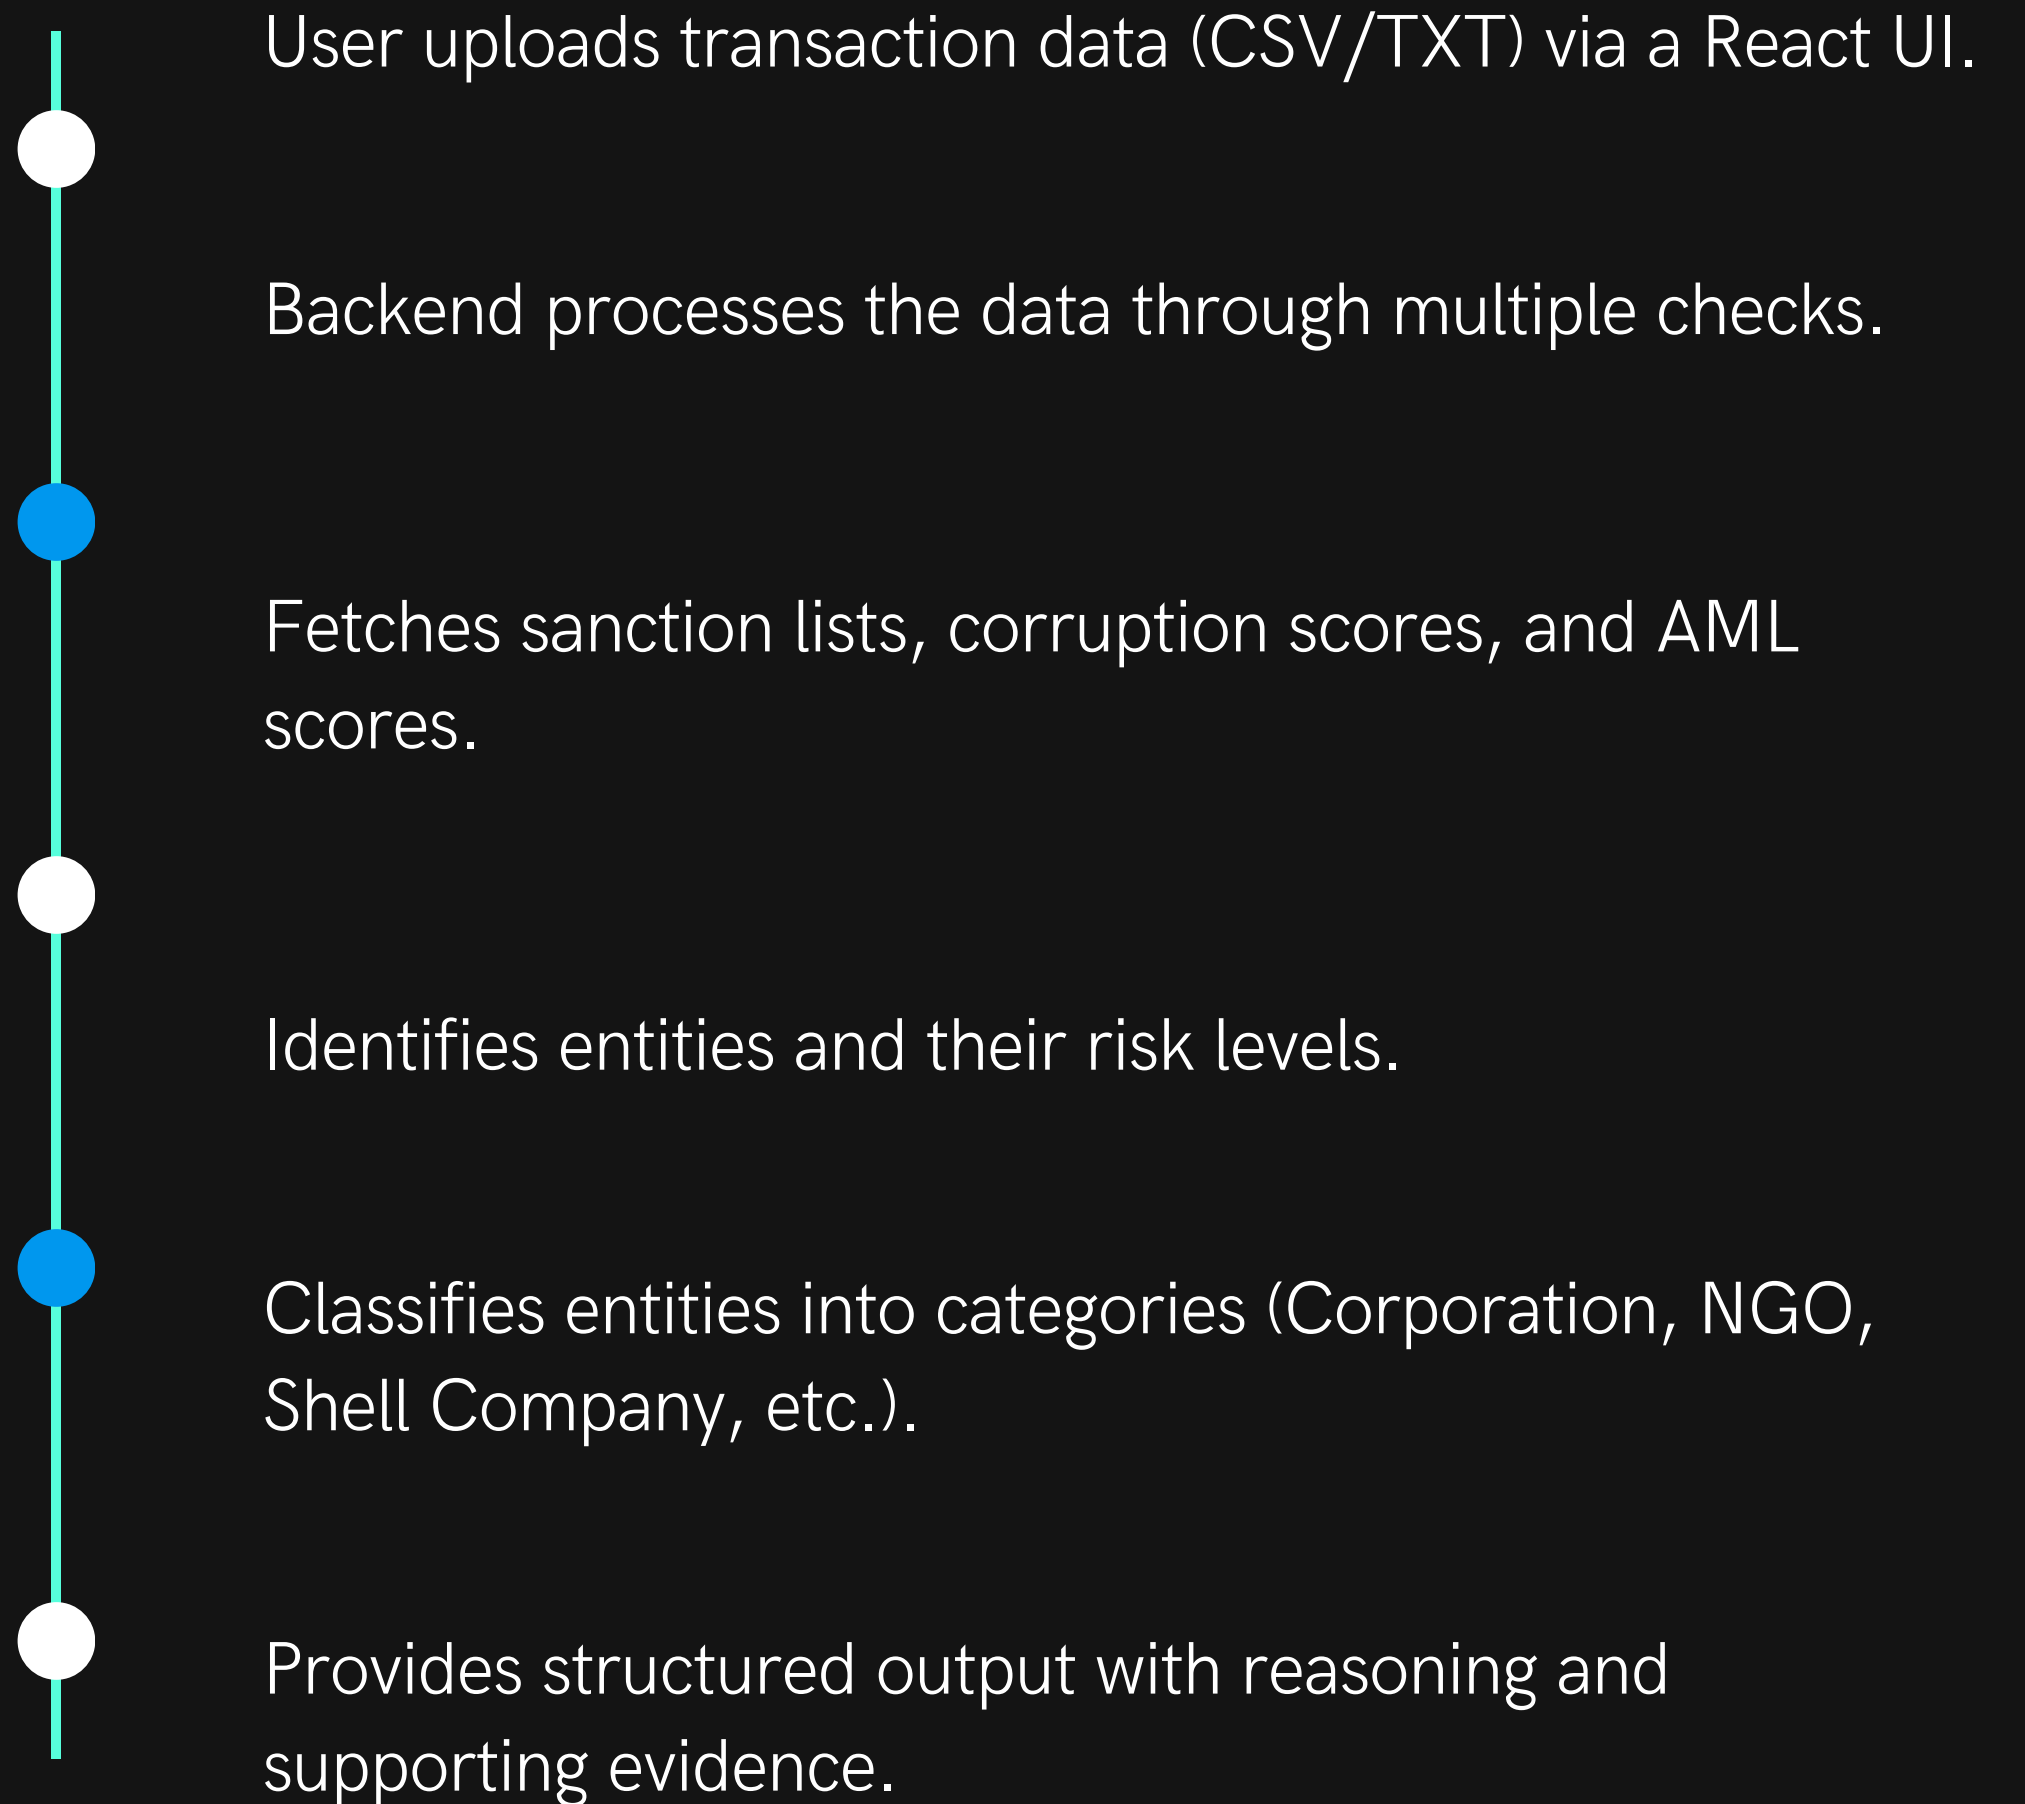 User uploads transaction data (CSV/TXT) via a React UI.
Backend processes the data through multiple checks.
Fetches sanction lists, corruption scores, and AML
scores.
Identifies entities and their risk levels.
Classifies entities into categories (Corporation, NGO,
Shell Company, etc.).
Provides structured output with reasoning and
supporting evidence.